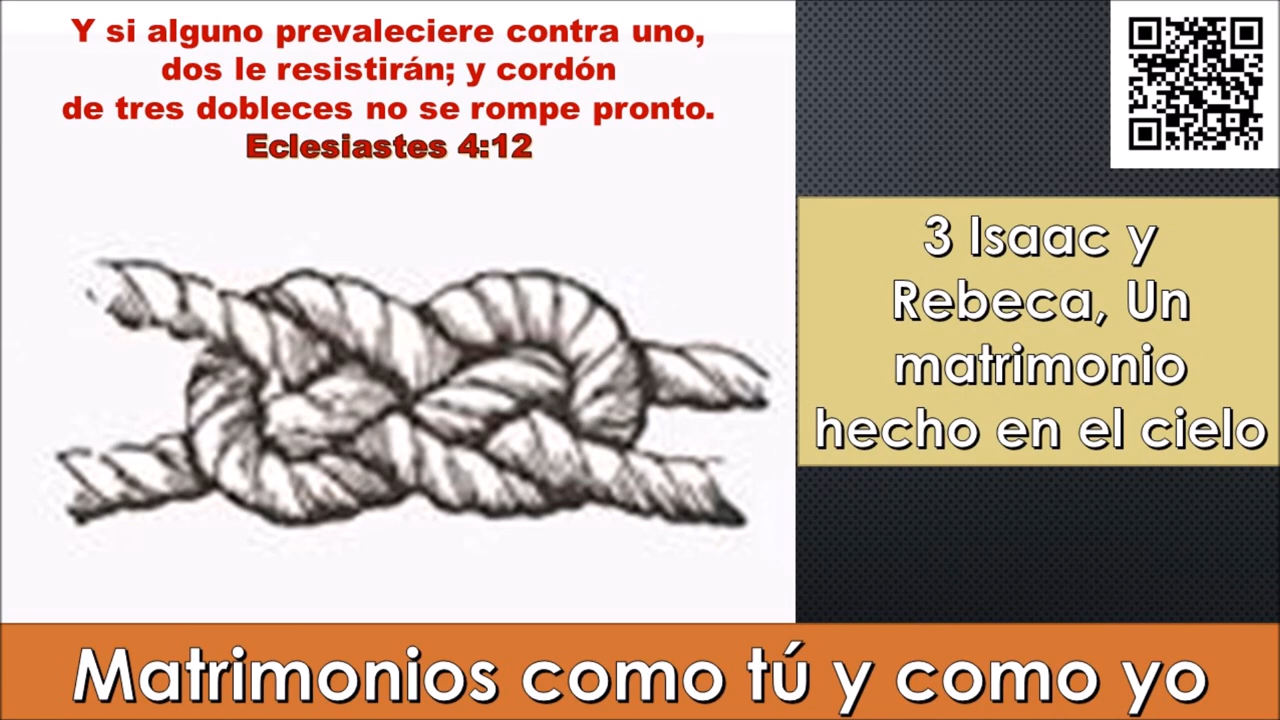 Y si alguno prevaleciere contra uno,
dos le resistirán; y cordón
de tres dobleces no se rompe pronto.
Eclesiastes 4:12
3 Isaac y
Rebeca, Un
matrimonio
hecho en el cielo
Matrimonios como tú y como yo